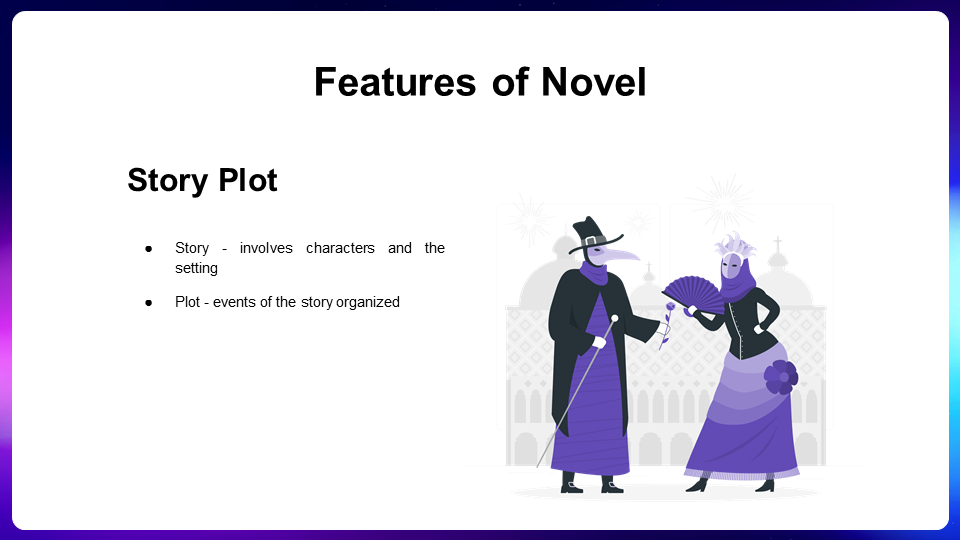 Features of Novel
Story Plot
● Story - involves characters and the
setting
● Plot - events of the story organized